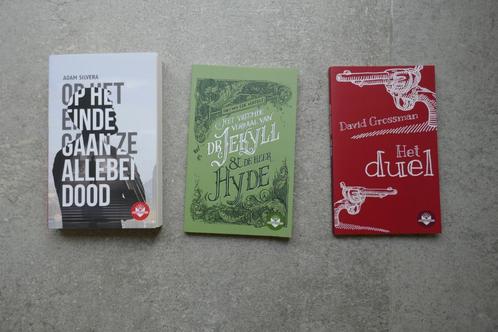 ADAM SILVERA
OP HET
EINDE
GAAN ZE
ALLEBEI
DOOD
HET VREEMDE
VERHAAL VAN
DR. JEKYLL
& DE HEER
HYDE
David Grossman
Het
duel